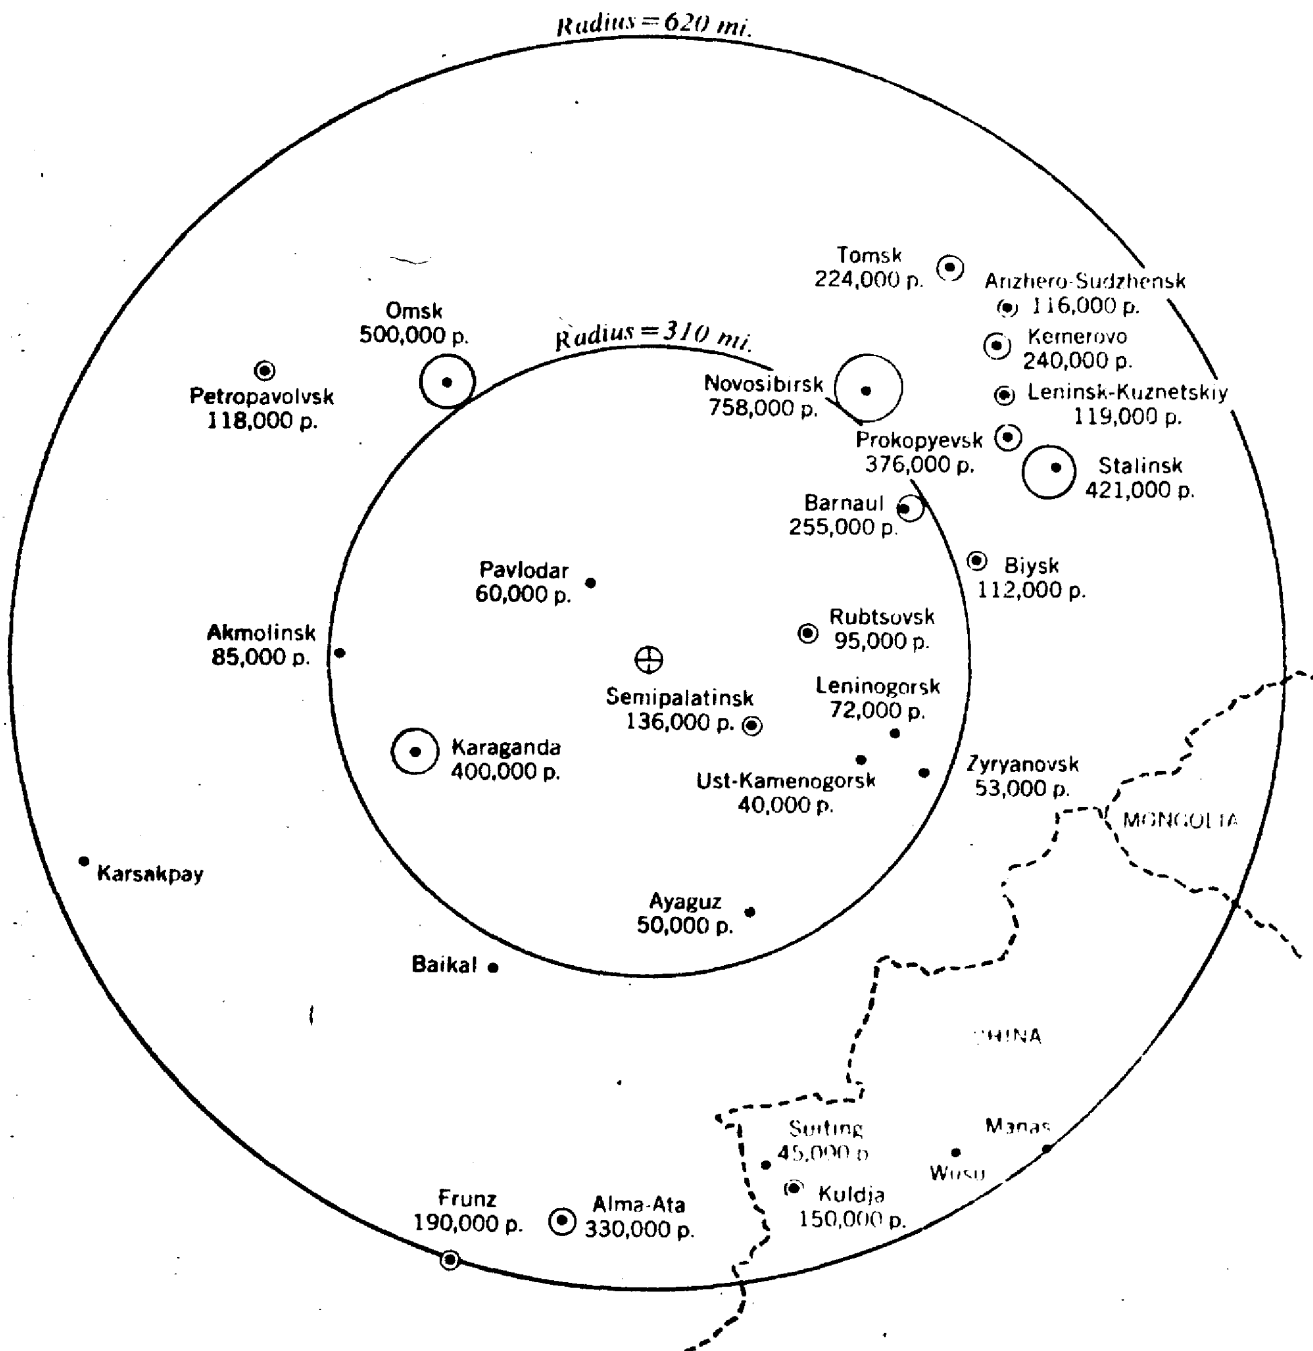 Radius = 620 mi.
Tomsk
224,000 p.
Anzhero-Sudzhensk
116,000 p.
Omsk
500,000 p.
Radius = 310 mi.
Kemerovo
240,000 p.
Petropavolvsk
118,000 p.
Novosibirsk
758,000 p.
Leninsk-Kuznetskiy
119,000 p.
Prokopyevsk
376,000 p.
Stalinsk
421,000 p.
Barnaul
255,000 p.
Pavlodar
60,000 p.
Biysk
112,000 p.
Akmolinsk
85,000 p.
Rubtsovsk
95,000 p.
Semipalatinsk
136,000 p.
Leninogorsk
72,000 p.
Karaganda
400,000 p.
Ust-Kamenogorsk
40,000 p.
Zyryanovsk
53,000 p.
MONGOLIA
Karsakpay
Ayaguz
50,000 p.
Baikal
CHINA
Suiting
45,000 p
Manas
Wusu
Kuldja
150,000 p.
Frunz
190,000 p.
Alma-Ata
330,000 p.